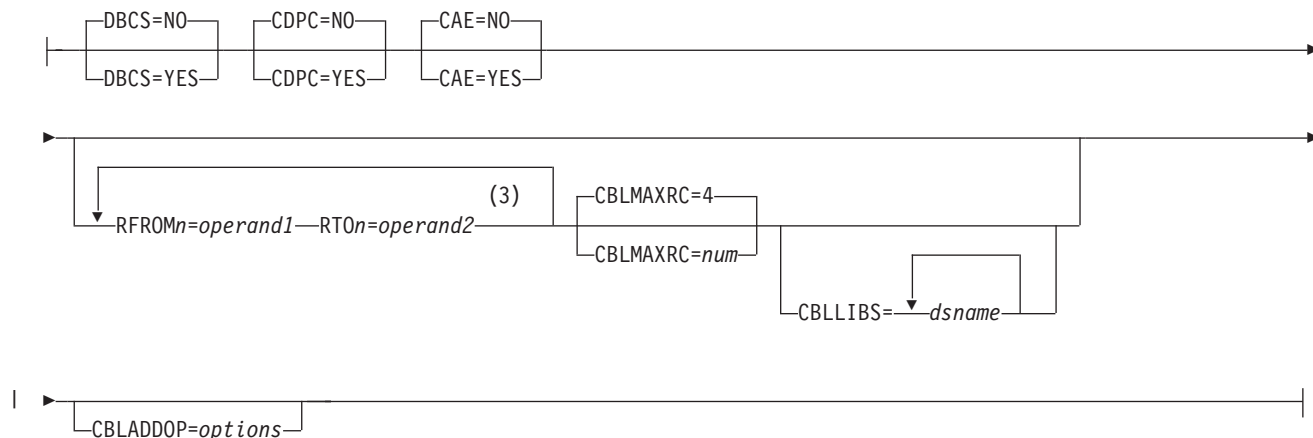 DBCS=NO CDPC=NO CAE=NO
DBCS=YES CDPC=YES CAE=YES
(3) CBLMAXRC=4
RFROMn=operand1 RTOn=operand2
CBLMAXRC=num
CBLLIBS= dsname
CBLADDOP=options